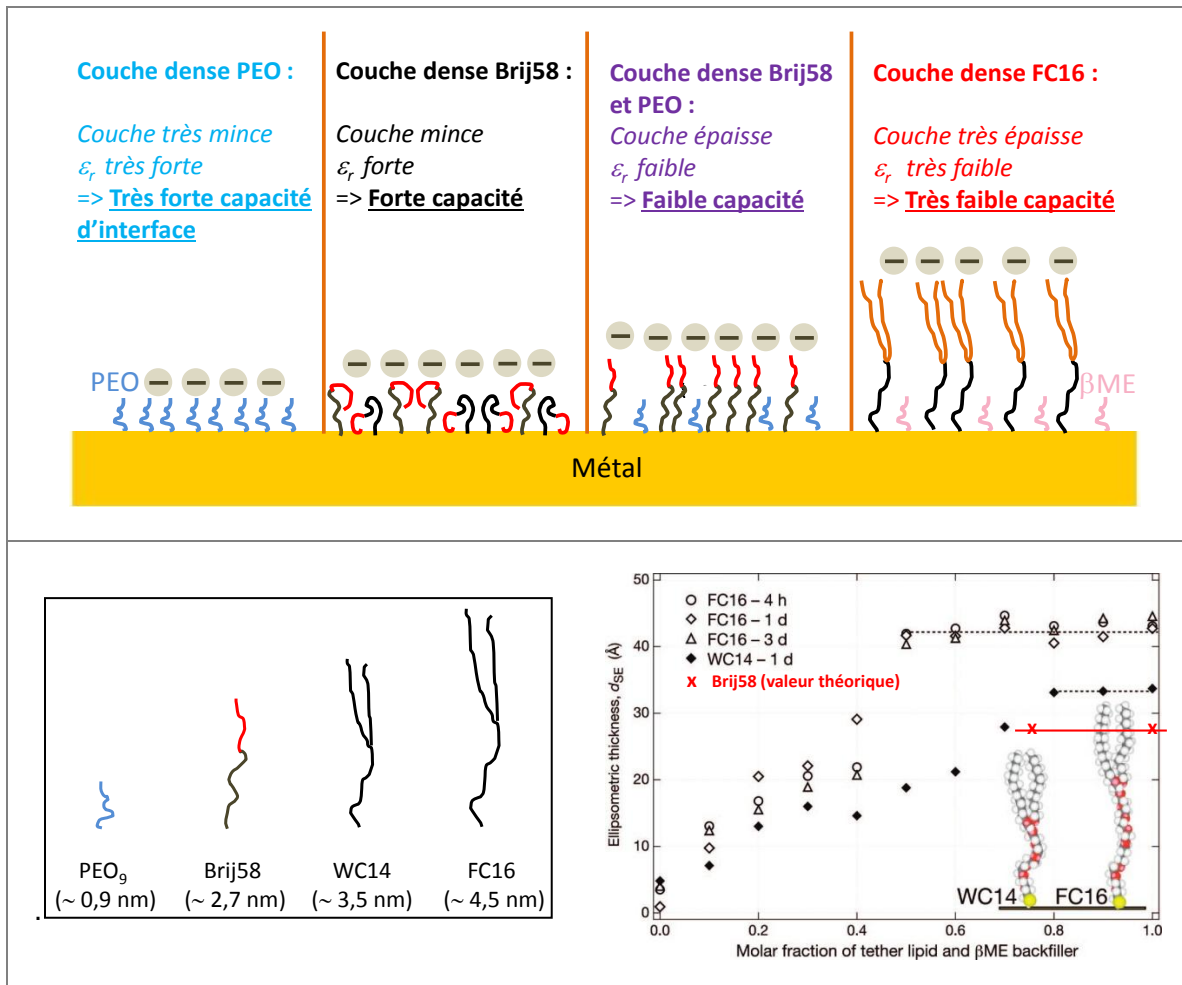 Couche dense PEO :
Couche très mince
εr très forte
=> Très forte capacité
d’interface
Couche dense Brij58 :
Couche mince
εr forte
=> Forte capacité
Couche dense Brij58
et PEO :
Couche épaisse
εr faible
=> Faible capacité
Couche dense FC16 :
Couche très épaisse
εr très faible
=> Très faible capacité
PEO
βME
Métal
PEO9
(~ 0,9 nm)
Brij58
(~ 2,7 nm)
WC14
(~ 3,5 nm)
FC16
(~ 4,5 nm)
.
Ellipsometric thickness, dSE (Å)
50
40
30
20
10
0
FC16 – 4 h
FC16 – 1 d
FC16 – 3 d
WC14 – 1 d
x Brij58 (valeur théorique)
WC14
FC16
0.0 0.2 0.4 0.6 0.8 1.0
Molar fraction of tether lipid and βME backfiller